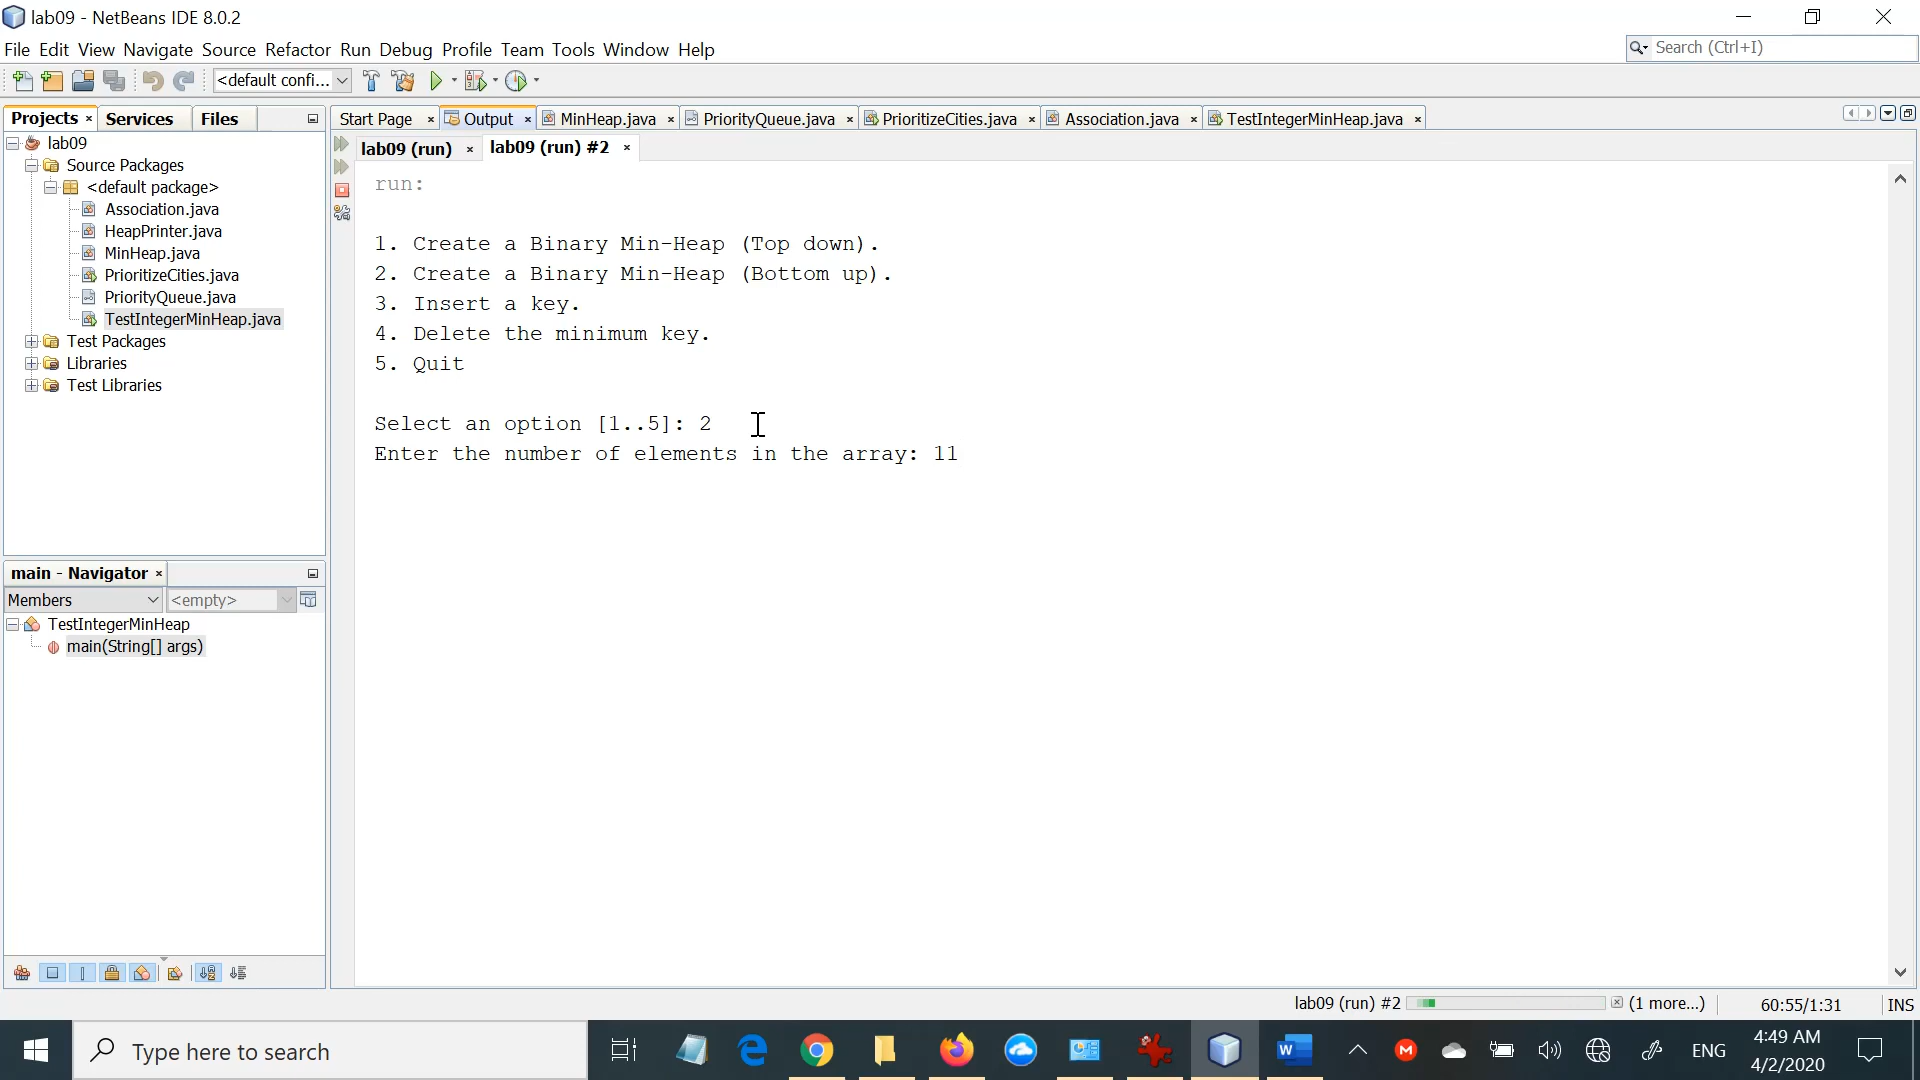 lab09 - NetBeans IDE 8.0.2
File Edit View Navigate Source Refactor Run Debug Profile Team Tools Window Help
Search (Ctrl+I)
<default confi...
Projects Services Files
Start Page Output MinHeap.java PriorityQueue.java PrioritizeCities.java Association.java TestIntegerMinHeap.java
lab09 (run) lab09 (run) #2
lab09
Source Packages
<default package>
Association.java
HeapPrinter.java
MinHeap.java
PrioritizeCities.java
PriorityQueue.java
TestIntegerMinHeap.java
Test Packages
Libraries
Test Libraries
run:
1. Create a Binary Min-Heap (Top down).
2. Create a Binary Min-Heap (Bottom up).
3. Insert a key.
4. Delete the minimum key.
5. Quit
Select an option [1..5]: 2
Enter the number of elements in the array: 11
main - Navigator
Members <empty>
TestIntegerMinHeap
main(String[] args)
lab09 (run) #2 (1 more...) 60:55/1:31 INS
Type here to search
ENG
4:49 AM
4/2/2020